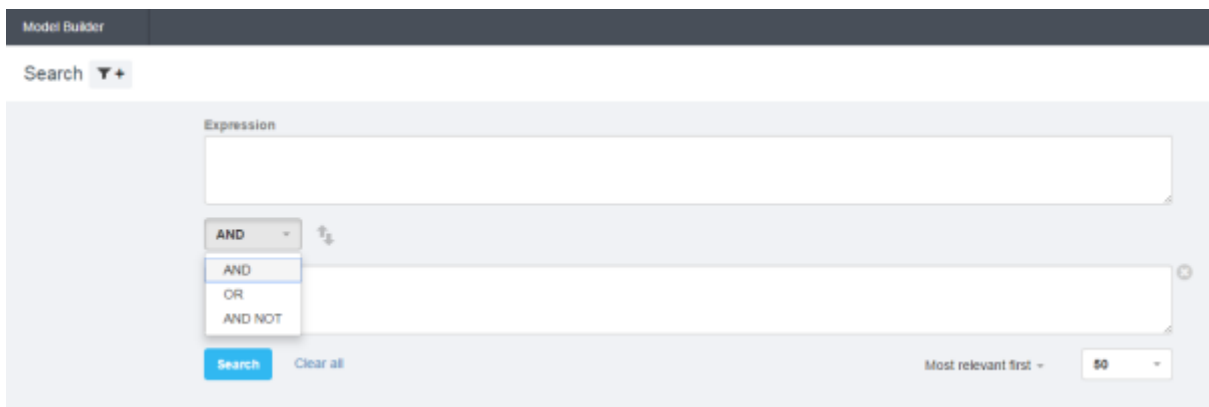 Model Builder
Search +
Expression
AND
AND
OR
AND NOT
Search Clear all Most relevant first 50